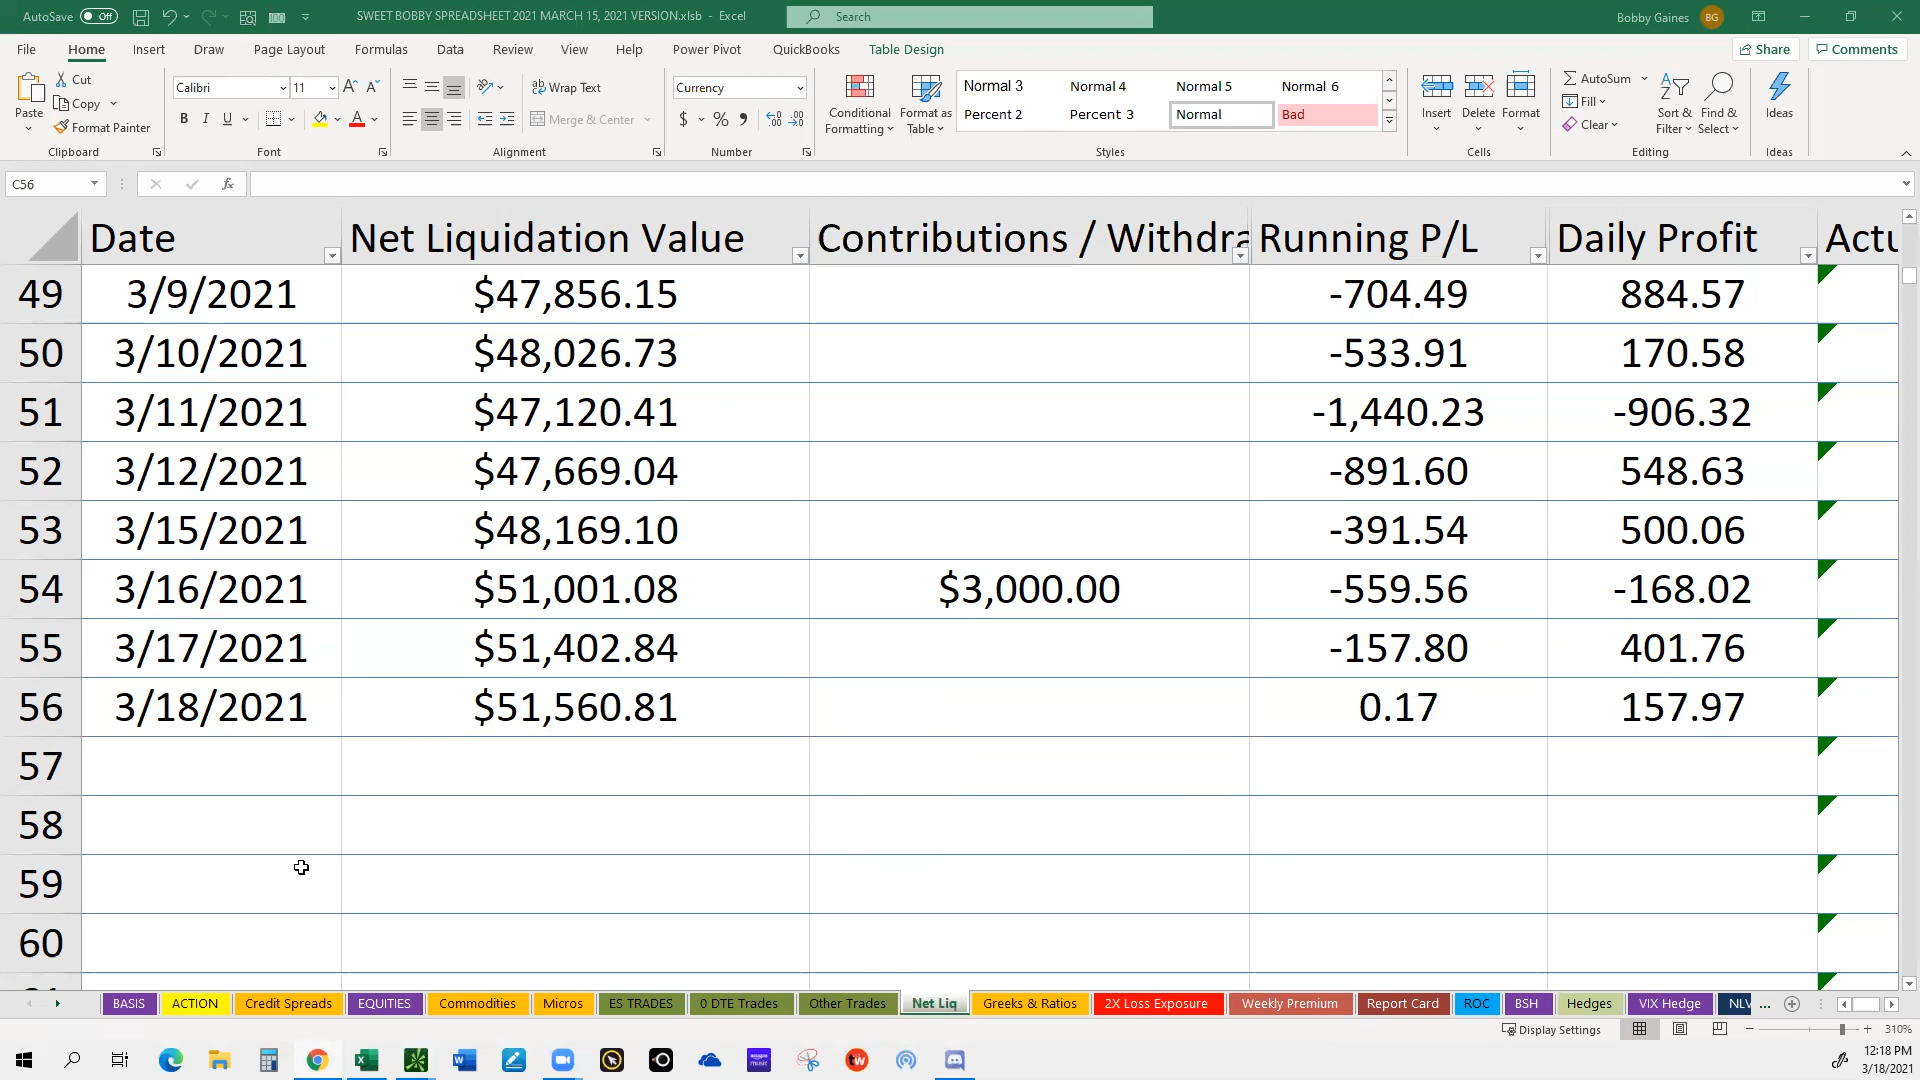 AutoSave Off SWEET BOBBY SPREADSHEET 2021 MARCH 15, 2021 VERSION.xlsb - Excel Search Bobby Gaines BG
File Home Insert Draw Page Layout Formulas Data Review View Help Power Pivot QuickBooks Table Design Share Comments
Paste Cut Copy Format Painter Clipboard
Calibri 11 A A B I U A Font
Wrap Text Merge & Center Alignment
Currency $ % 9 Number
Conditional Formatting Format as Table
Normal 3 Normal 4 Normal 5 Normal 6
Percent 2 Percent 3 Normal Bad
Styles
Insert Delete Format Cells
AutoSum Fill Clear Sort & Filter Find & Select Editing
Ideas Ideas
C56 fx
Date Net Liquidation Value Contributions / Withdra Running P/L Daily Profit Actu
49 3/9/2021 $47,856.15 -704.49 884.57
50 3/10/2021 $48,026.73 -533.91 170.58
51 3/11/2021 $47,120.41 -1,440.23 -906.32
52 3/12/2021 $47,669.04 -891.60 548.63
53 3/15/2021 $48,169.10 -391.54 500.06
54 3/16/2021 $51,001.08 $3,000.00 -559.56 -168.02
55 3/17/2021 $51,402.84 -157.80 401.76
56 3/18/2021 $51,560.81 0.17 157.97
57
58
59
60
BASIS ACTION Credit Spreads EQUITIES Commodities Micros ES TRADES 0 DTE Trades Other Trades Net Liq Greeks & Ratios 2X Loss Exposure Weekly Premium Report Card ROC BSH Hedges VIX Hedge NLV ...
Display Settings 310%
12:18 PM
3/18/2021